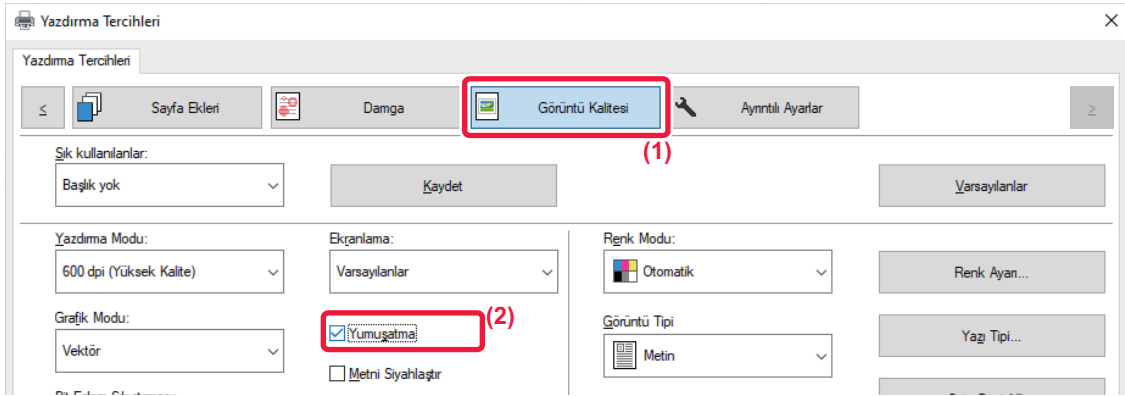 Yazdırma Tercihleri
Yazdırma Tercihleri
< Sayfa Ekleri Damga Görüntü Kalitesi Ayrıntılı Ayarlar >
(1)
Sık kullanılanlar:
Başlık yok Kaydet Varsayılanlar
Yazdırma Modu: Ekranlama: Renk Modu:
600 dpi (Yüksek Kalite) Varsayılanlar Otomatik Renk Ayarı...
(2)
Grafik Modu: Yumuşatma Görüntü Tipi
Vektör Metin Yazı Tipi...
Metni Siyahlaştır